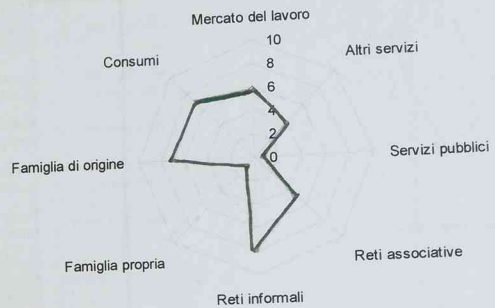 Mercato del lavoro
10
8
6
4
2
0
Altri servizi
Servizi pubblici
Reti associative
Reti informali
Famiglia propria
Famiglia di origine
Consumi